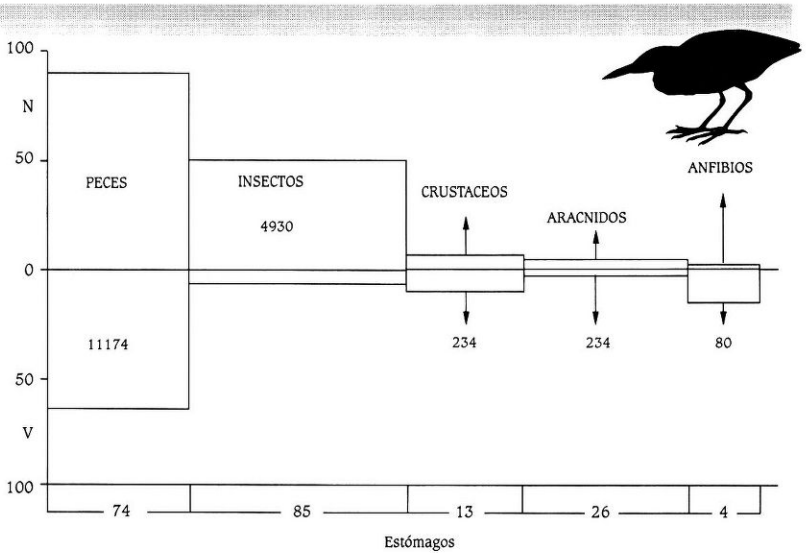 100
N
50
0
50
V
100
PECES
11174
INSECTOS
4930
CRUSTACEOS
234
ARACNIDOS
234
ANFIBIOS
80
74 85 13 26 4
Estómagos